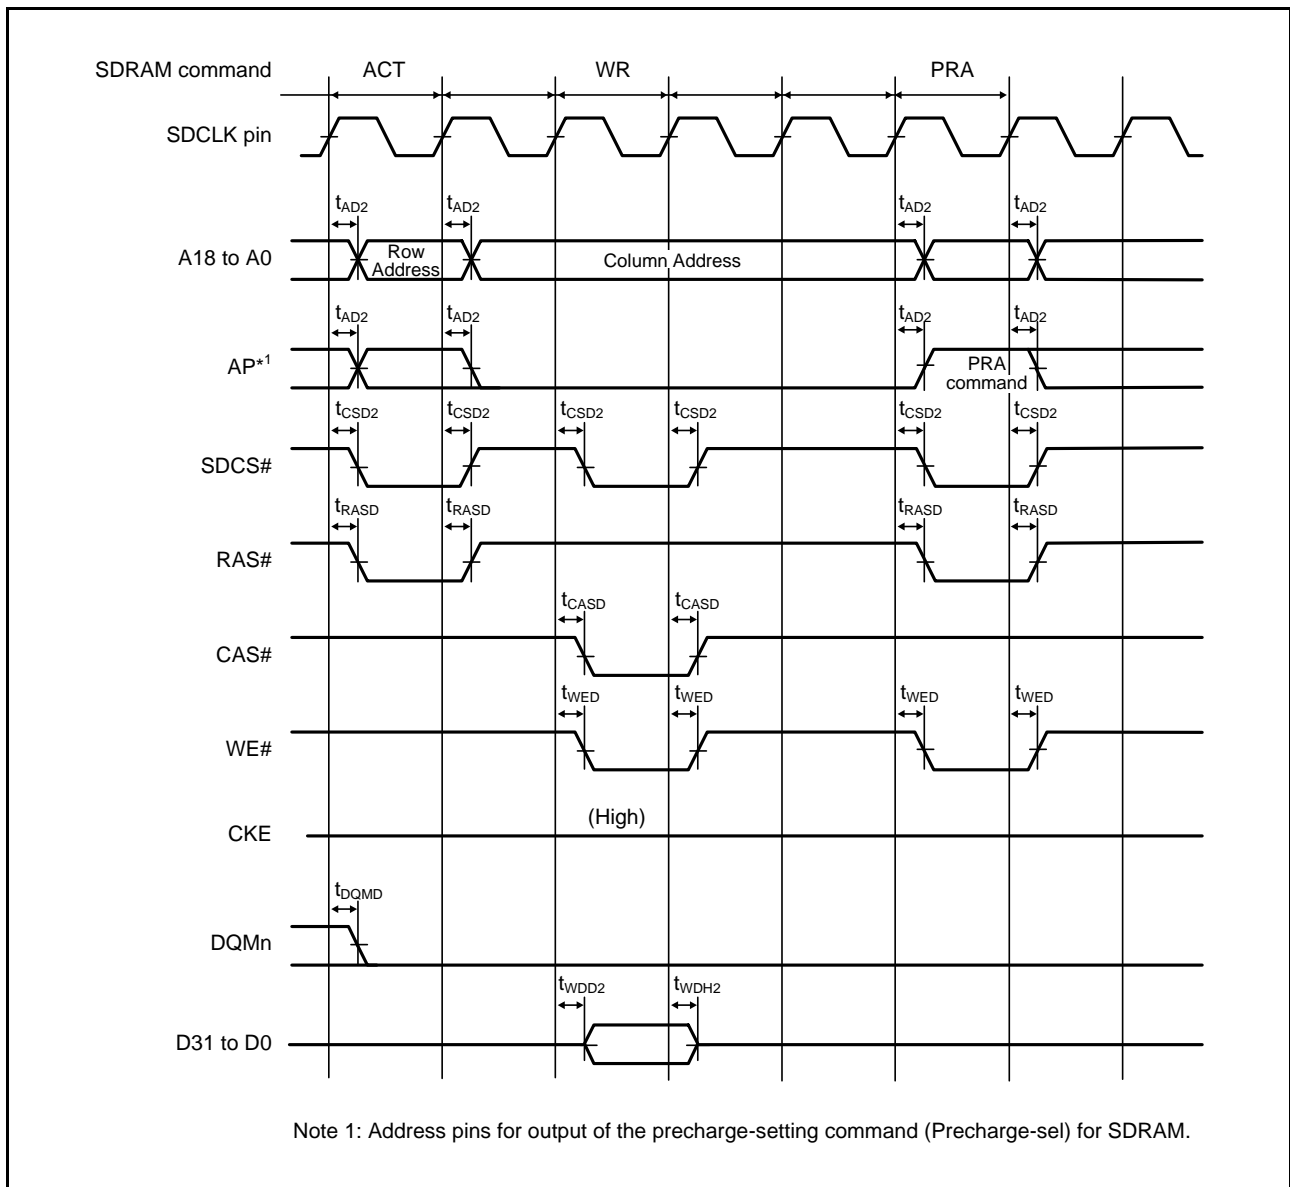 SDRAM command ACT WR PRA
SDCLK pin
tAD2 tAD2 tAD2 tAD2
A18 to A0 Row Address Column Address
tAD2 tAD2 tAD2 tAD2
AP*1 PRA command
tCSD2 tCSD2 tCSD2 tCSD2 tCSD2 tCSD2
SDCS#
tRASD tRASD tRASD tRASD
RAS#
tCASD tCASD
CAS#
tWED tWED tWED tWED
WE#
(High)
CKE
tDQMD
DQMn
tWDD2 tWDH2
D31 to D0
Note 1: Address pins for output of the precharge-setting command (Precharge-sel) for SDRAM.